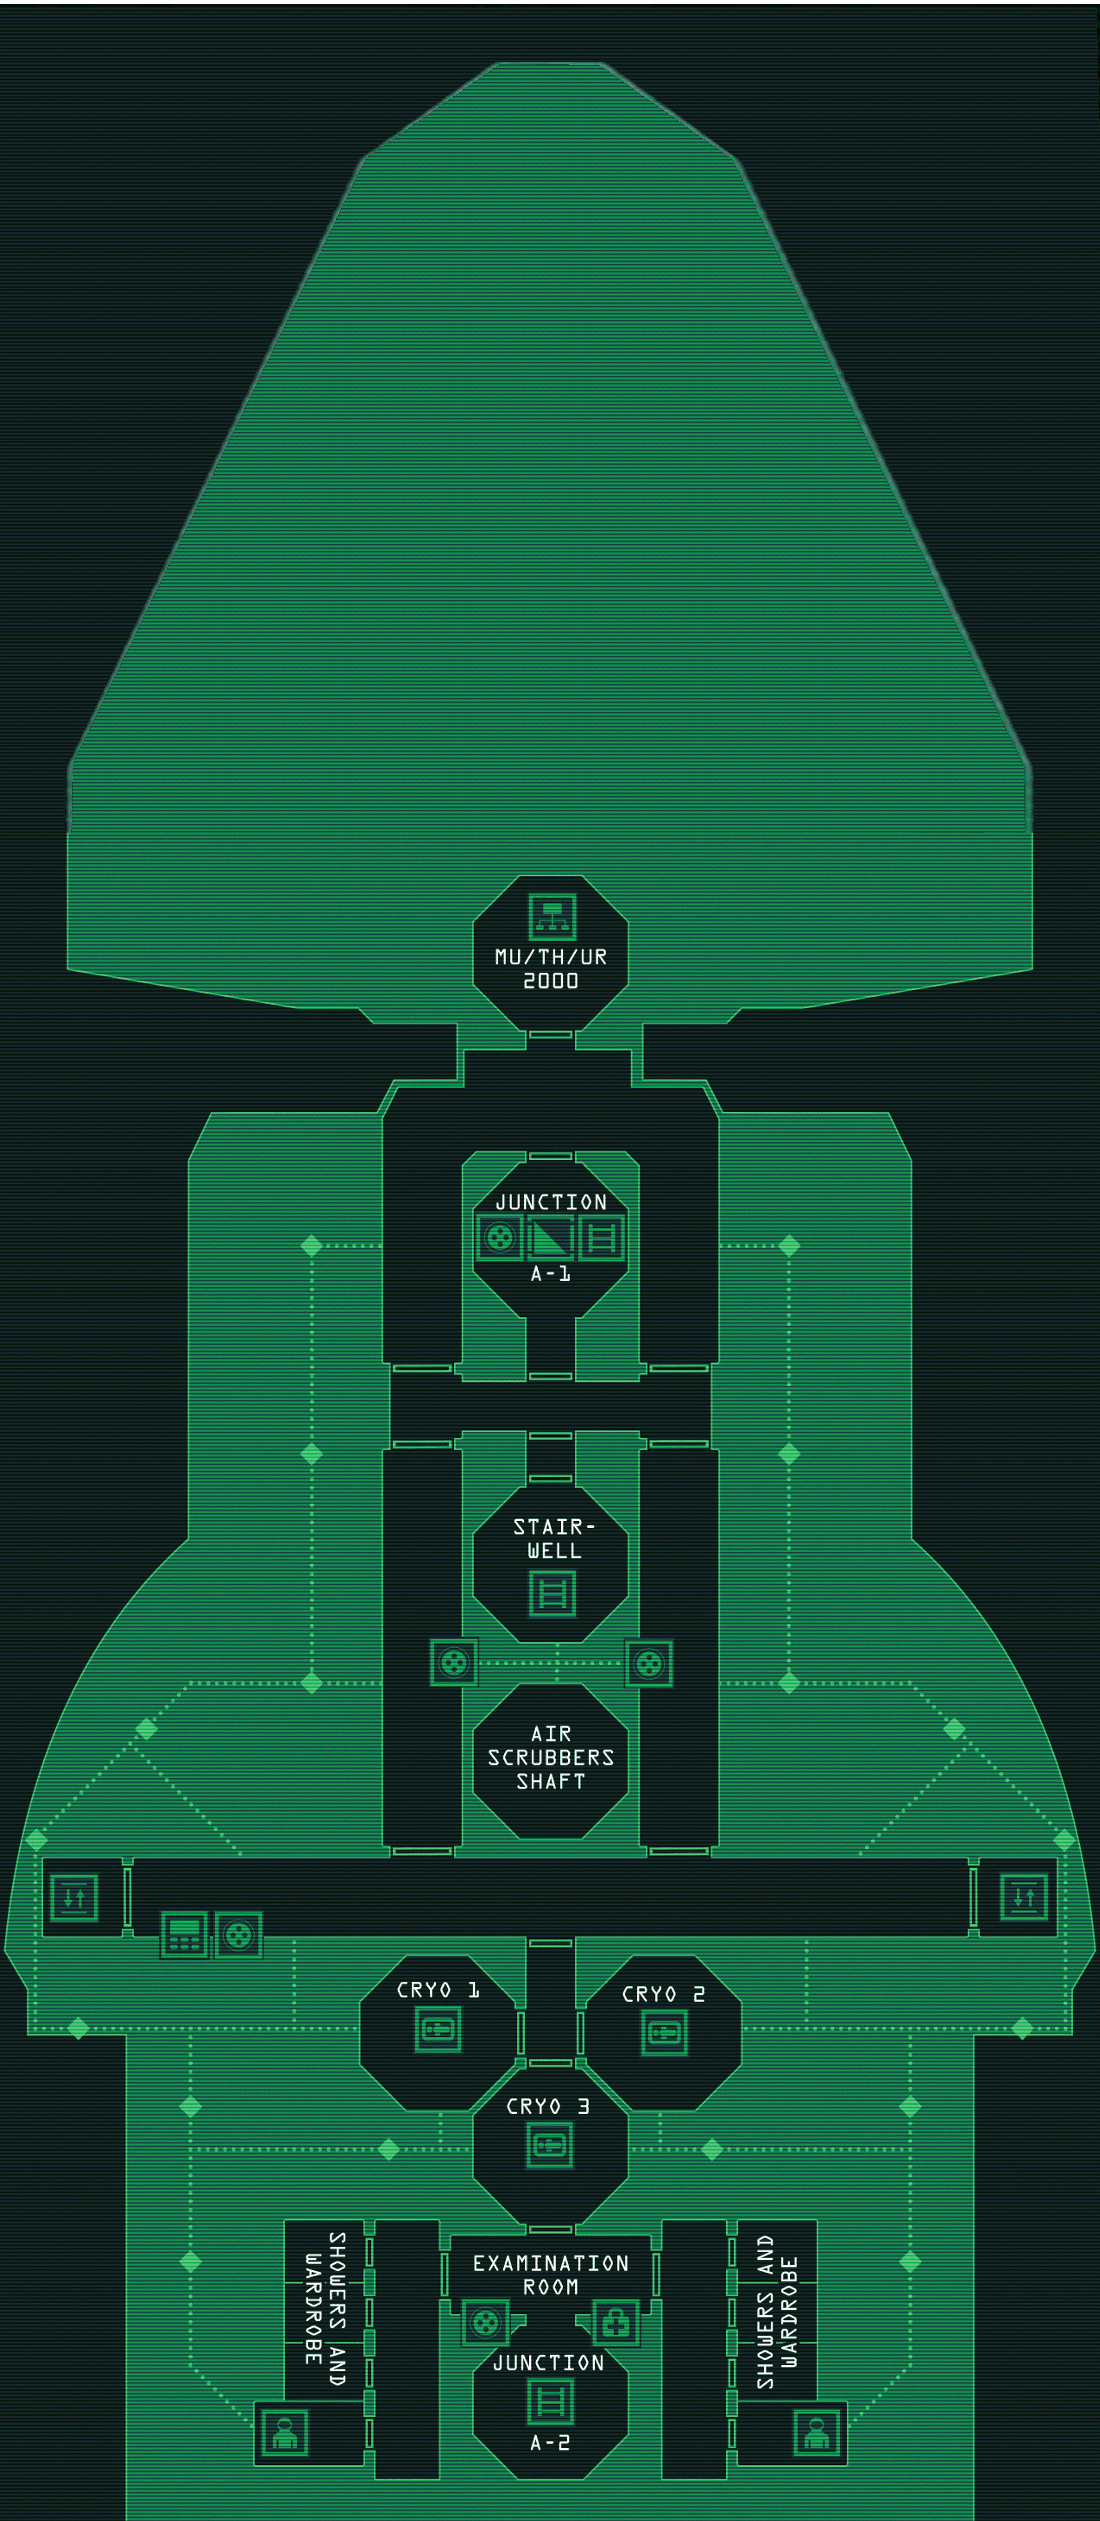 MU/TH/UR
2000
JUNCTION
A-1
STAIR-
WELL
AIR
SCRUBBERS
SHAFT
CRYO 1
CRYO 2
CRYO 3
SHOWERS AND
WARDROBE
EXAMINATION
ROOM
SHOWERS AND
WARDROBE
JUNCTION
A-2